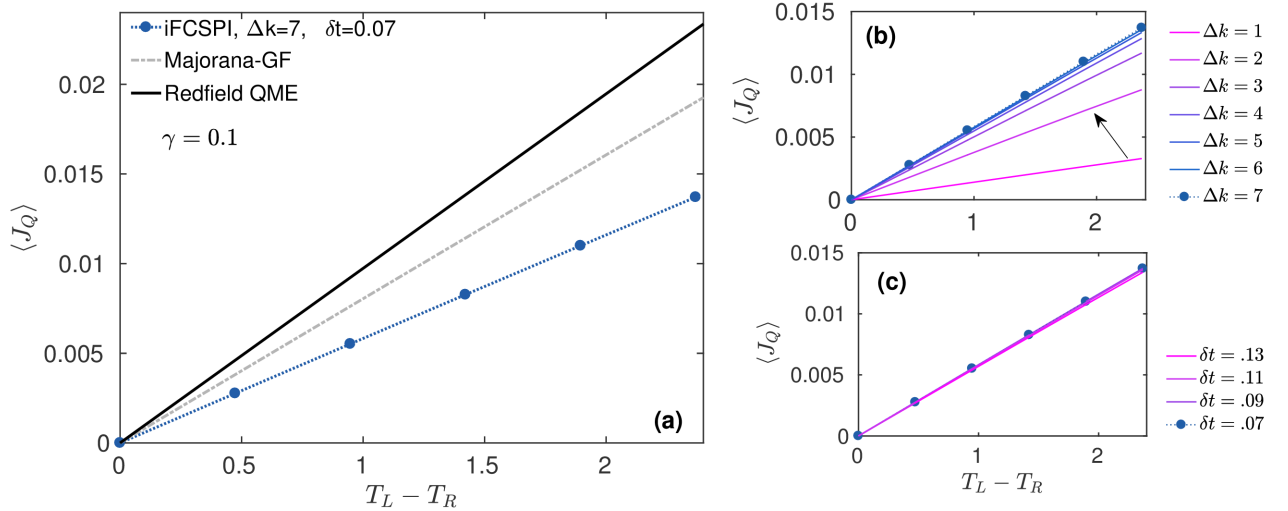 iFCSPI, Δk=7, δt=0.07
Majorana-GF
Redfield QME
γ = 0.1
⟨J_Q⟩
0.02
0.015
0.01
0.005
0
0 0.5 1 1.5 2
T_L − T_R
(a)
(b)
⟨J_Q⟩
0.015
0.01
0.005
0
0 1 2
Δk = 1
Δk = 2
Δk = 3
Δk = 4
Δk = 5
Δk = 6
Δk = 7
(c)
⟨J_Q⟩
0.015
0.01
0.005
0
0 1 2
T_L − T_R
δt = .13
δt = .11
δt = .09
δt = .07